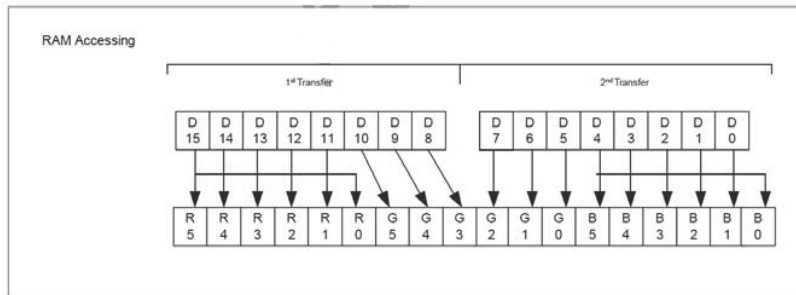 RAM Accessing
1st Transfer 2nd Transfer
D D D D D D D D D D D D D D D D
15 14 13 12 11 10 9 8 7 6 5 4 3 2 1 0
R R R R R R G G G G G G B B B B B B
5 4 3 2 1 0 5 4 3 2 1 0 5 4 3 2 1 0